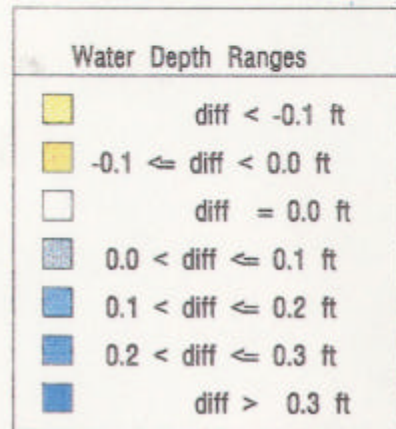 Water Depth Ranges
diff < -0.1 ft
-0.1 <= diff < 0.0 ft
diff = 0.0 ft
0.0 < diff <= 0.1 ft
0.1 < diff <= 0.2 ft
0.2 < diff <= 0.3 ft
diff > 0.3 ft